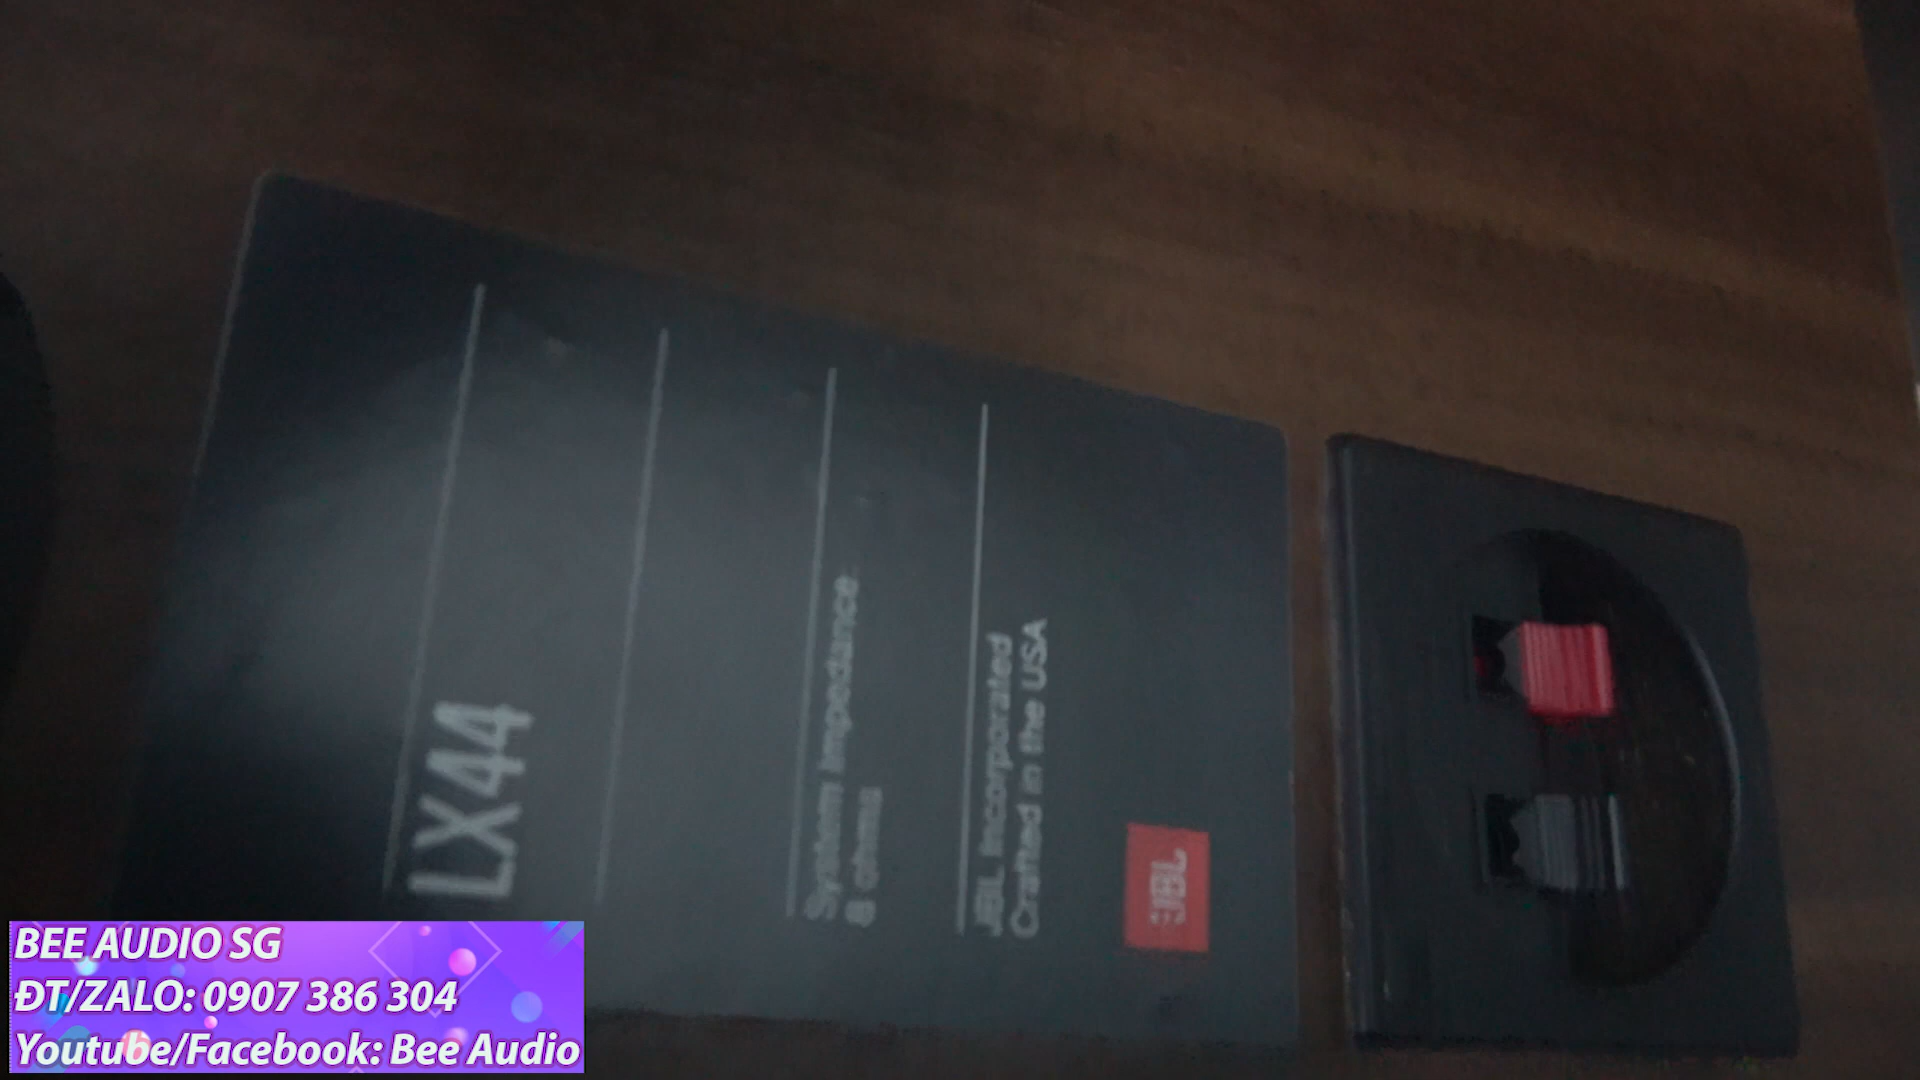 LX44
System Impedance
8 ohms
JBL Incorporated
Crafted in the USA
JBL
BEE AUDIO SG
ĐT/ZALO: 0907 386 304
Youtube/Facebook: Bee Audio